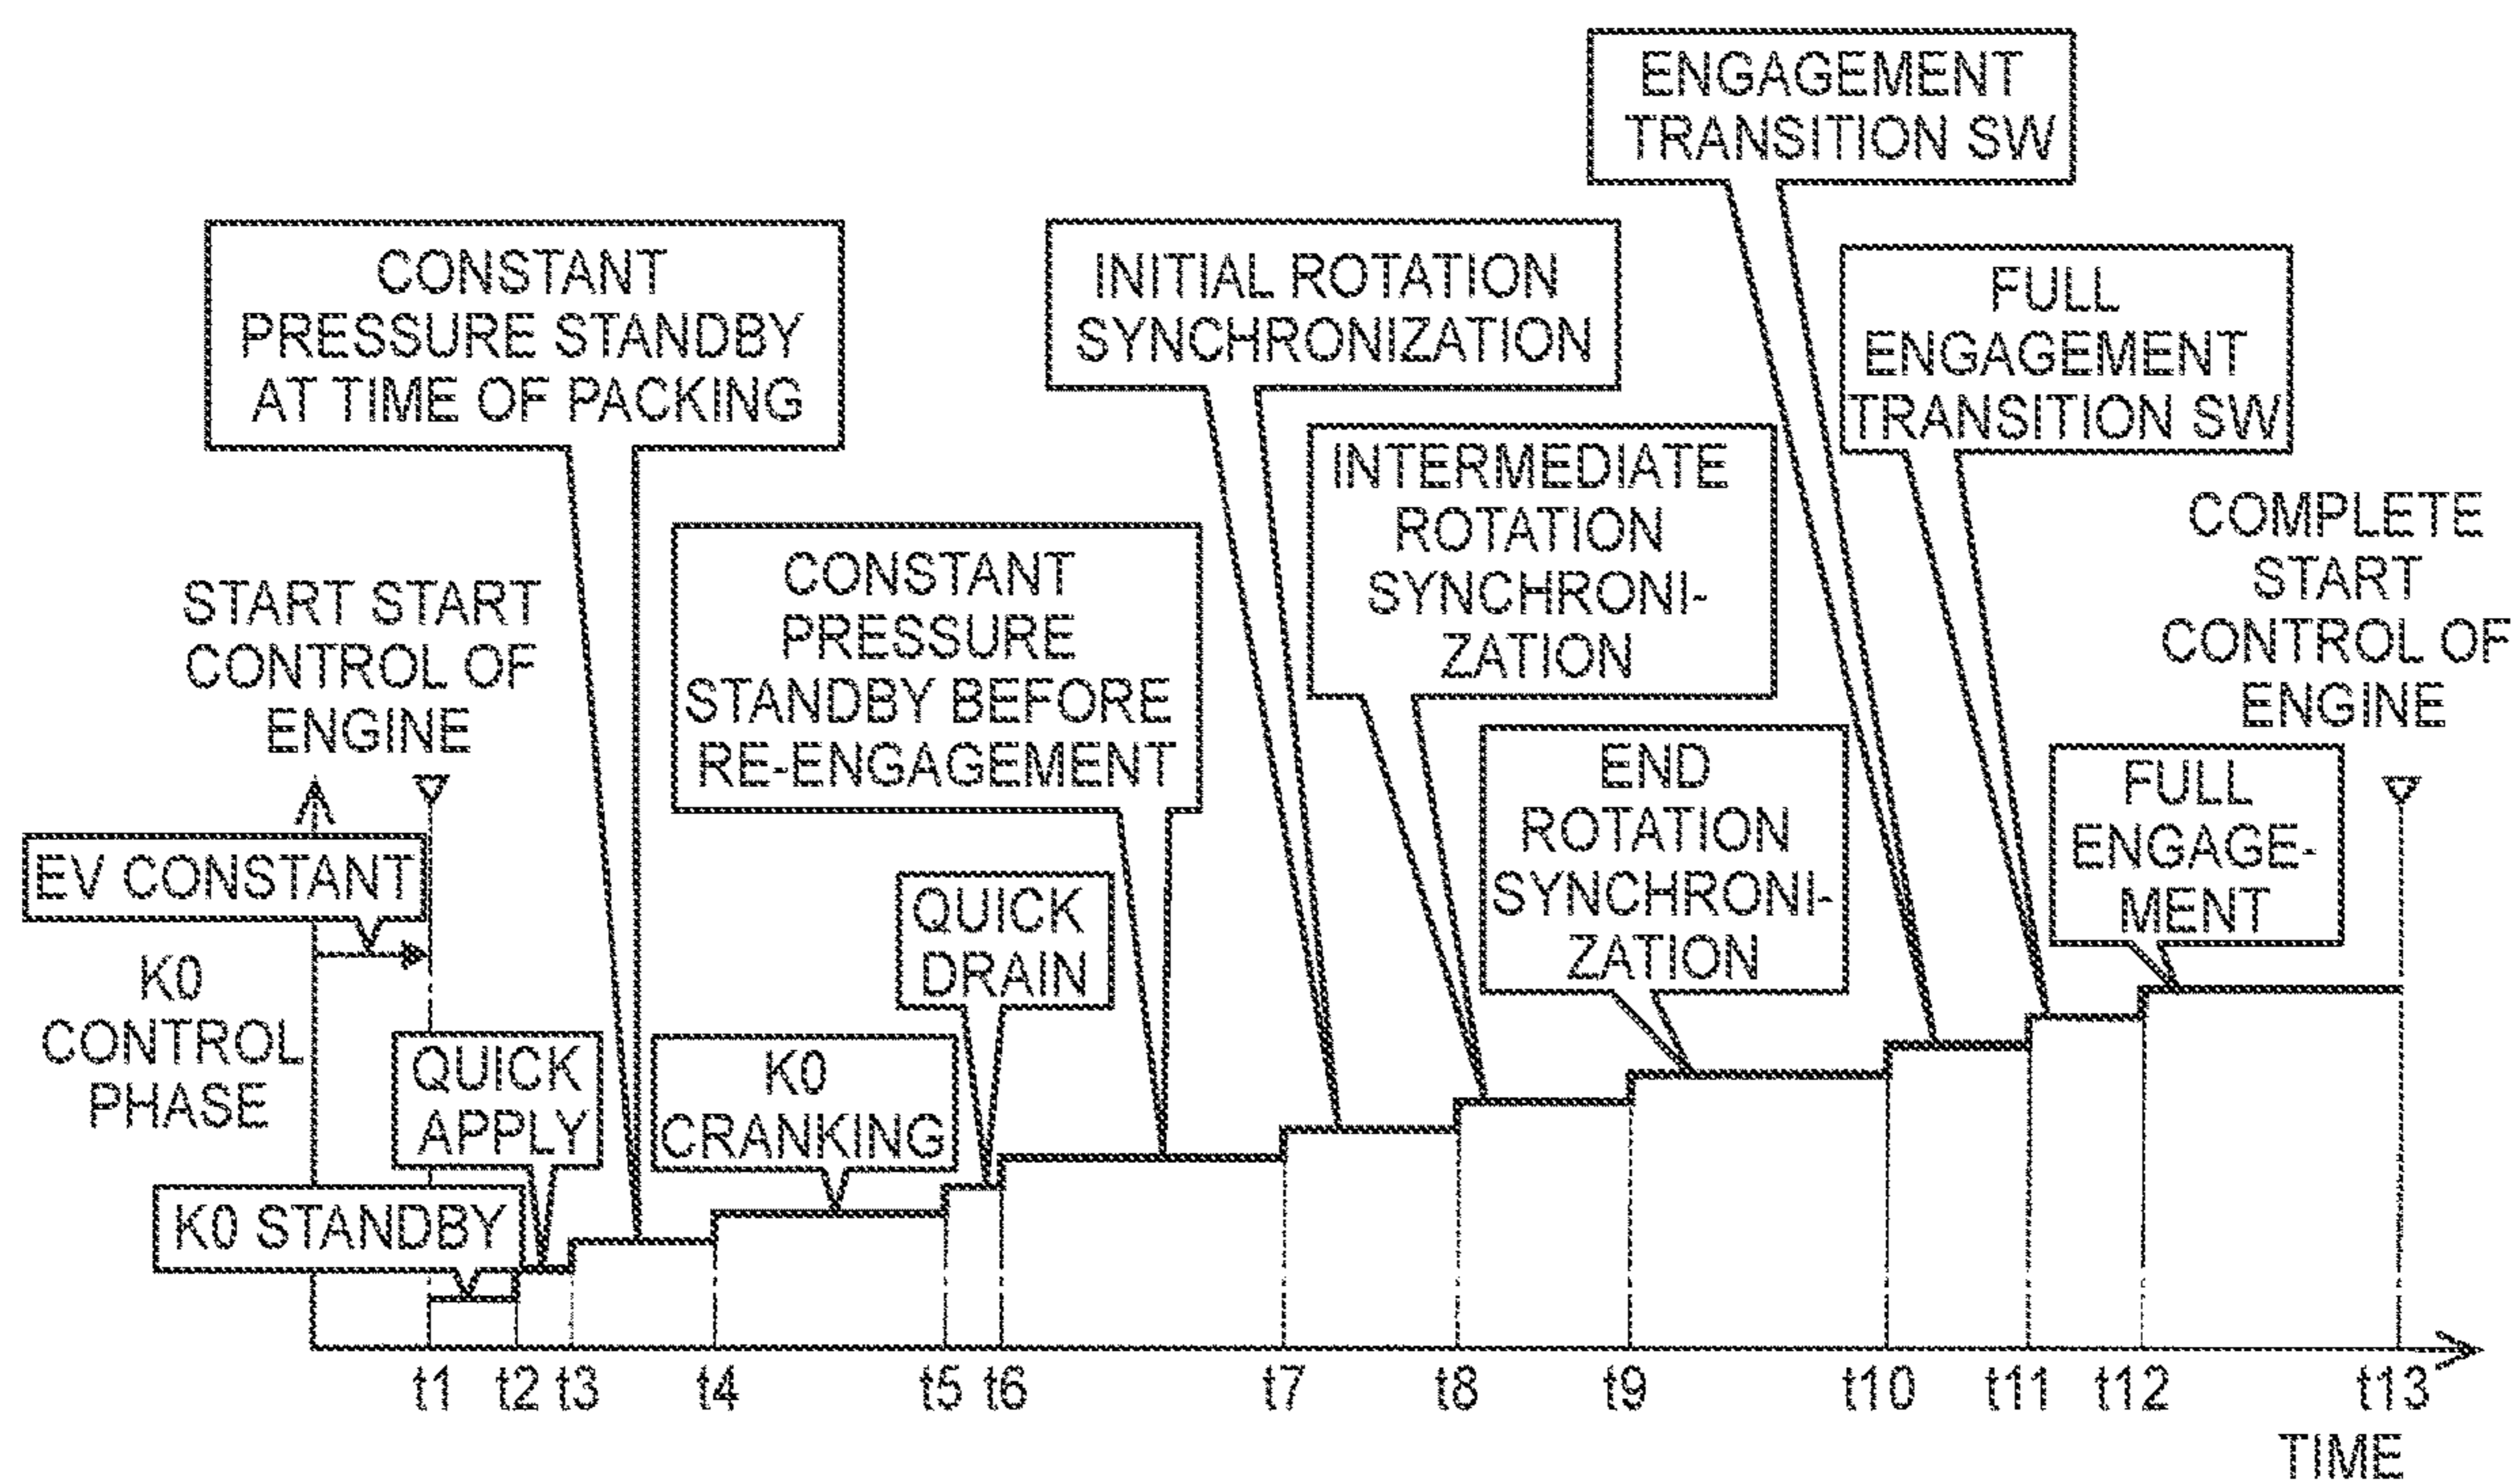 ENGAGEMENT
TRANSITION SW
CONSTANT
PRESSURE STANDBY
AT TIME OF PACKING
INITIAL ROTATION
SYNCHRONIZATION
FULL
ENGAGEMENT
TRANSITION SW
INTERMEDIATE
ROTATION
SYNCHRONI-
ZATION
COMPLETE
START
CONTROL OF
ENGINE
CONSTANT
PRESSURE
STANDBY BEFORE
RE-ENGAGEMENT
START START
CONTROL OF
ENGINE
END
ROTATION
SYNCHRONI-
ZATION
FULL
ENGAGE-
MENT
EV CONSTANT
QUICK
DRAIN
K0
CONTROL
PHASE
QUICK
APPLY
K0
CRANKING
K0 STANDBY
t1 t2 t3 t4 t5 t6 t7 t8 t9 t10 t11 t12 t13
TIME